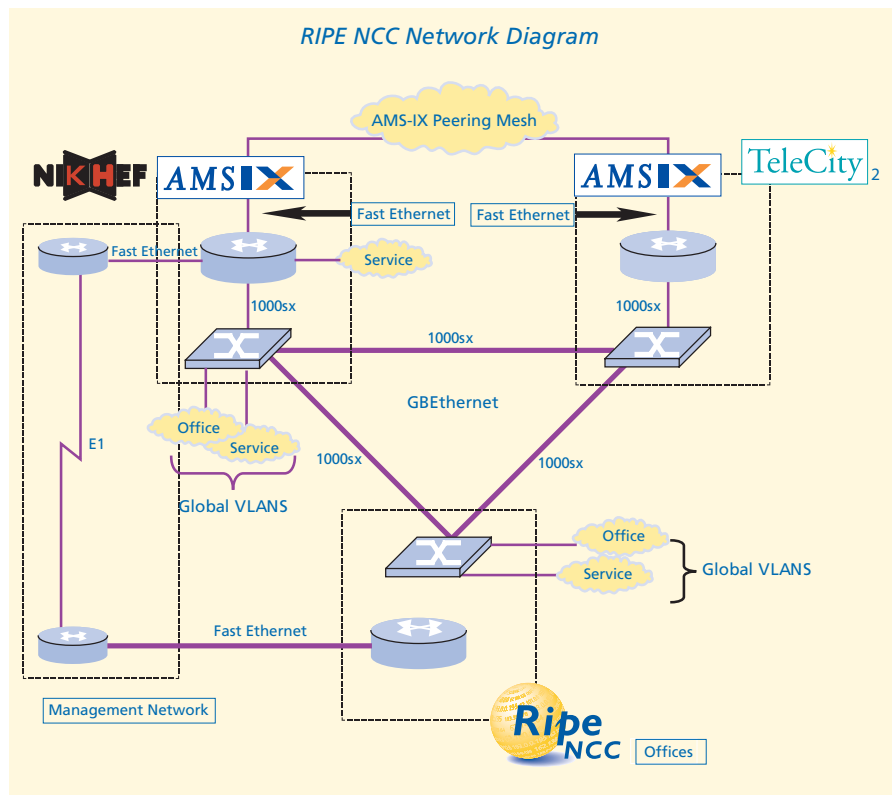 RIPE NCC Network Diagram
AMS-IX Peering Mesh
NIKHEF
AMSIX
AMSIX
TeleCity 2
Fast Ethernet
Fast Ethernet
Fast Ethernet
Service
1000sx
1000sx
1000sx
GBEthernet
Office
Service
E1
1000sx
1000sx
Global VLANS
Office
Service
Global VLANS
Fast Ethernet
Management Network
Ripe
NCC
Offices